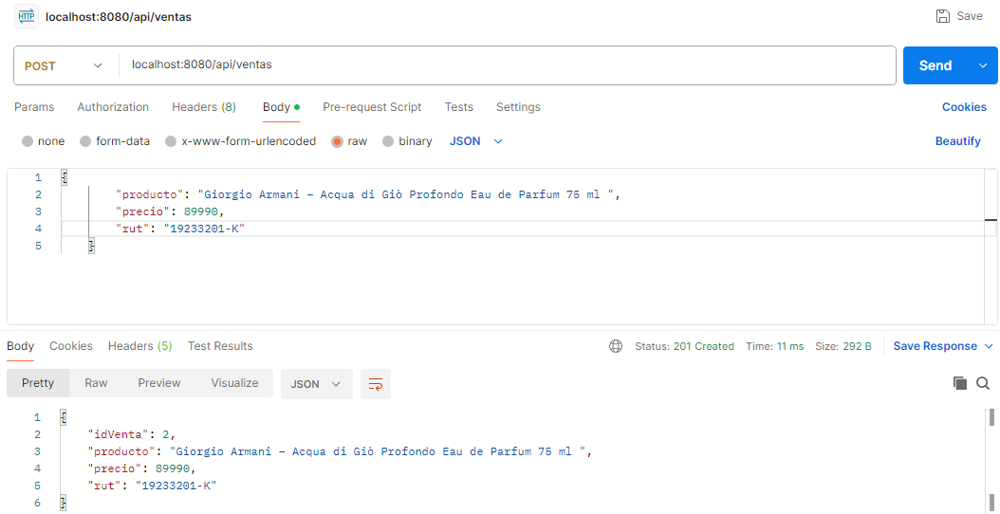 HTTP localhost:8080/api/ventas Save
POST localhost:8080/api/ventas Send
Params Authorization Headers (8) Body Pre-request Script Tests Settings Cookies
none form-data x-www-form-urlencoded raw binary JSON Beautify
1 {
2 "producto": "Giorgio Armani – Acqua di Giò Profondo Eau de Parfum 75 ml ",
3 "precio": 89990,
4 "rut": "19233201-K"
5 }
Body Cookies Headers (5) Test Results Status: 201 Created Time: 11 ms Size: 292 B Save Response
Pretty Raw Preview Visualize JSON
1 {
2 "idVenta": 2,
3 "producto": "Giorgio Armani – Acqua di Giò Profondo Eau de Parfum 75 ml ",
4 "precio": 89990,
5 "rut": "19233201-K"
6 }